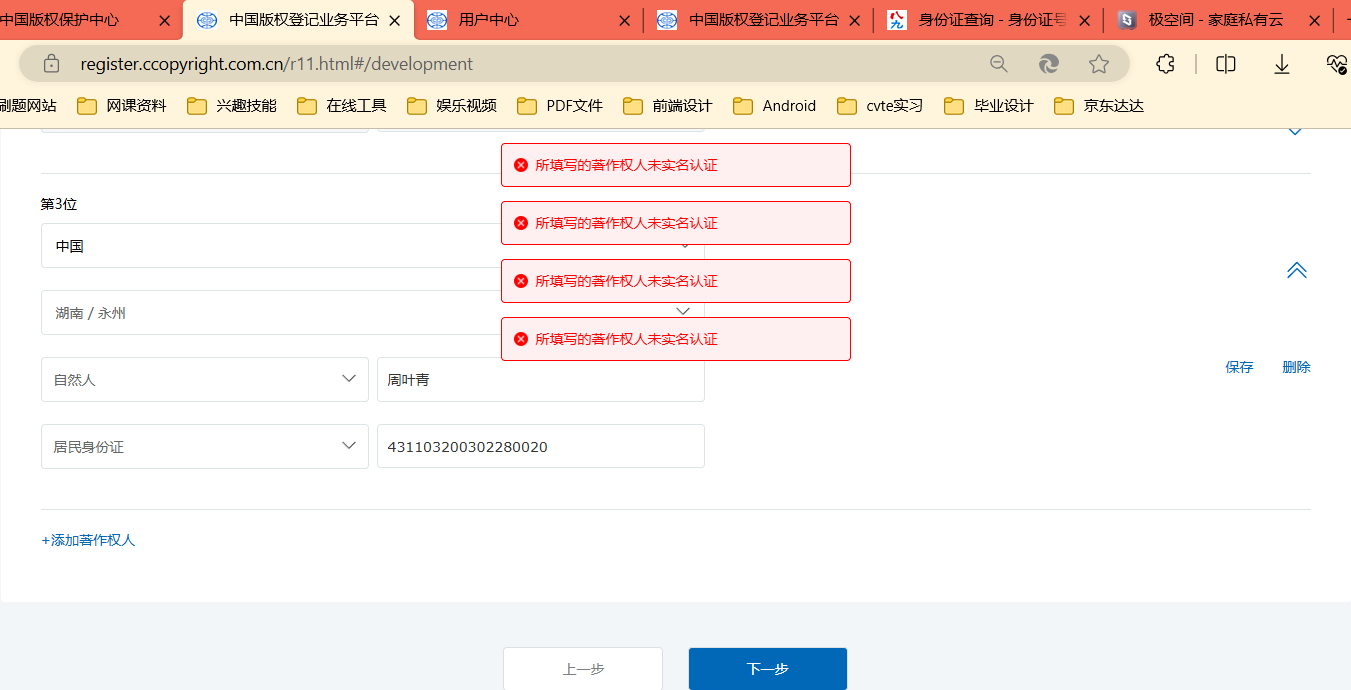 中国版权保护中心
中国版权登记业务平台
用户中心
中国版权登记业务平台
身份证查询 - 身份证号
极空间 - 家庭私有云
register.ccopyright.com.cn/r11.html#/development
刷题网站
网课资料
兴趣技能
在线工具
娱乐视频
PDF文件
前端设计
Android
cvte实习
毕业设计
京东达达
所填写的著作权人未实名认证
所填写的著作权人未实名认证
所填写的著作权人未实名认证
所填写的著作权人未实名认证
第3位
中国
湖南 / 永州
自然人
周叶青
保存
删除
居民身份证
431103200302280020
+添加著作权人
上一步
下一步